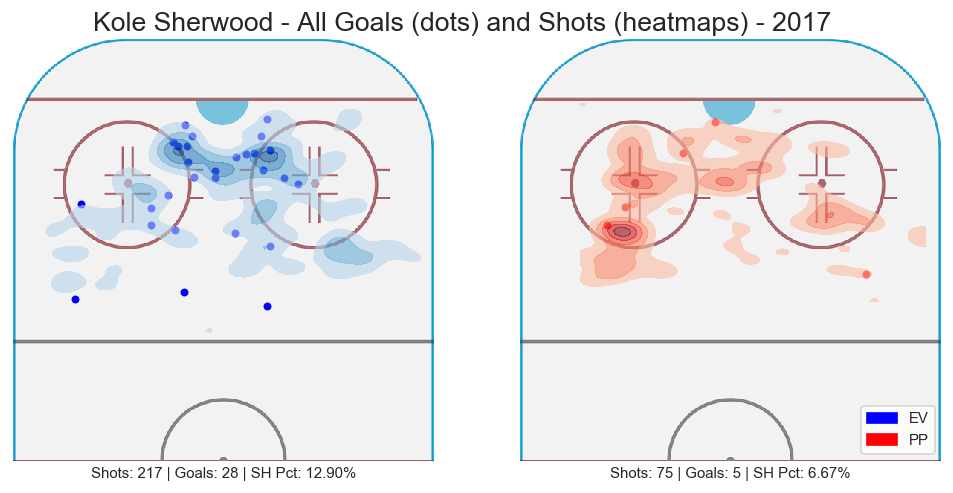 Kole Sherwood - All Goals (dots) and Shots (heatmaps) - 2017
EV
PP
Shots: 217 | Goals: 28 | SH Pct: 12.90%
Shots: 75 | Goals: 5 | SH Pct: 6.67%